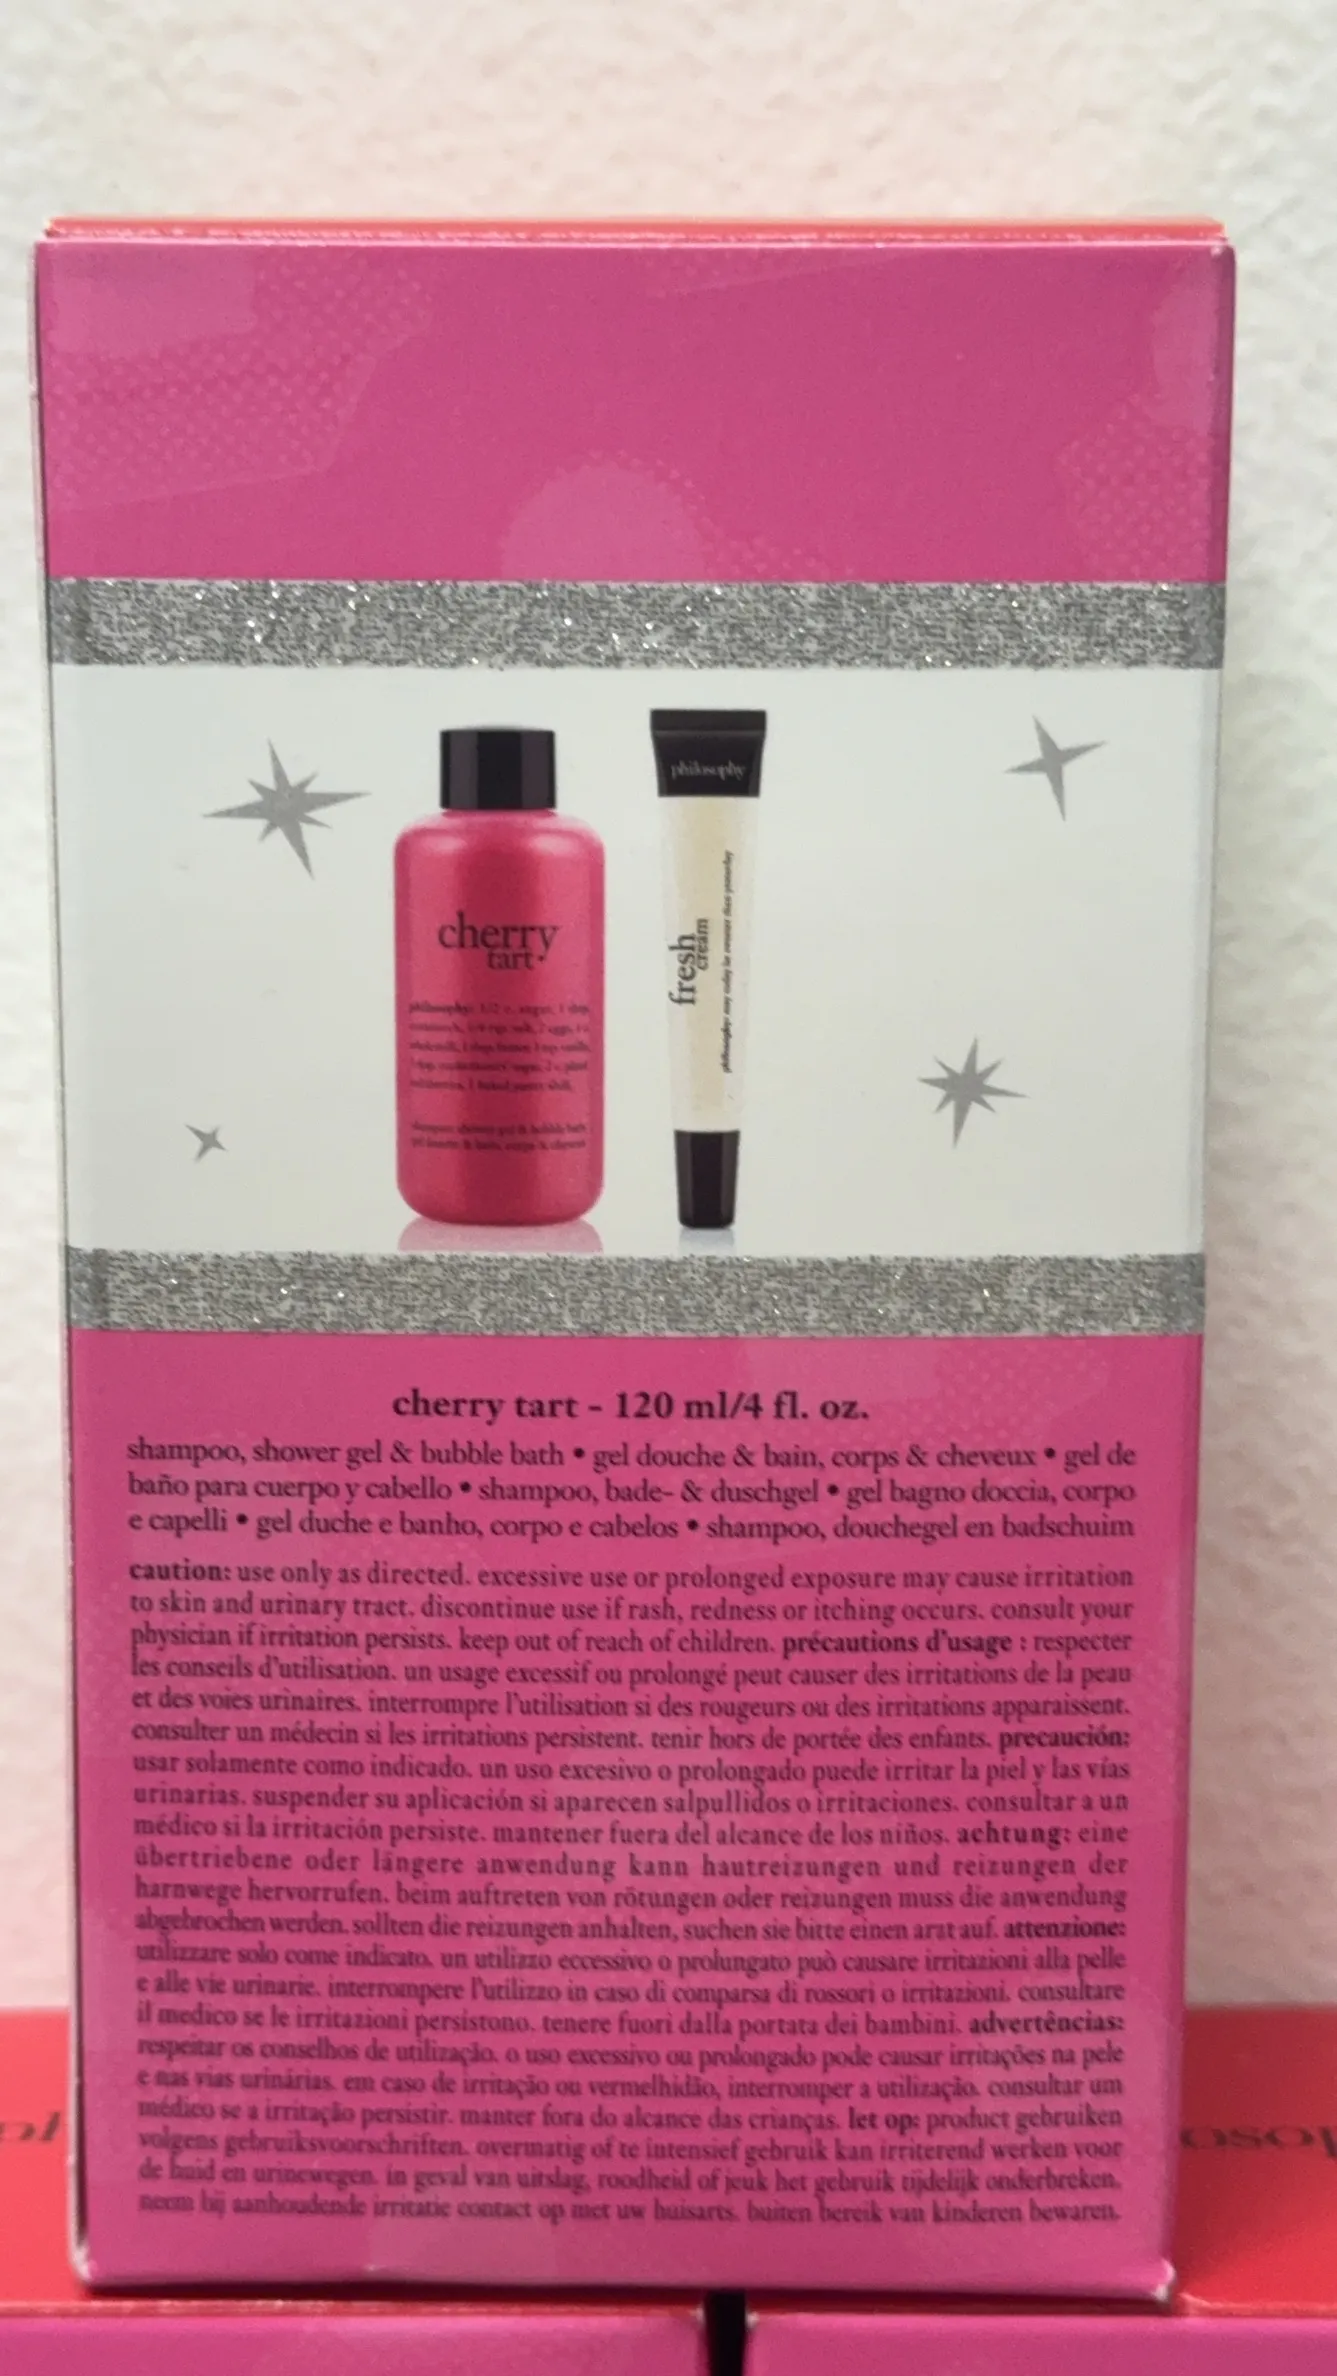 philosophy
cherry
tart
philosophy: 1/2 c. sugar, 1 tbsp.
shampoo, shower gel & bubble bath
gel douche & bain, corps & cheveux
fresh
cream
cherry tart - 120 ml/4 fl. oz.
shampoo, shower gel & bubble bath • gel douche & bain, corps & cheveux • gel de
baño para cuerpo y cabello • shampoo, bade- & duschgel • gel bagno doccia, corpo
e capelli • gel duche e banho, corpo e cabelos • shampoo, douchegel en badschuim
caution: use only as directed. excessive use or prolonged exposure may cause irritation
to skin and urinary tract. discontinue use if rash, redness or itching occurs. consult your
physician if irritation persists. keep out of reach of children. précautions d'usage : respecter
les conseils d'utilisation. un usage excessif ou prolongé peut causer des irritations de la peau
et des voies urinaires. interrompre l'utilisation si des rougeurs ou des irritations apparaissent.
consulter un médecin si les irritations persistent. tenir hors de portée des enfants. precaución:
usar solamente como indicado. un uso excesivo o prolongado puede irritar la piel y las vías
urinarias. suspender su aplicación si aparecen salpullidos o irritaciones. consultar a un
médico si la irritación persiste. mantener fuera del alcance de los niños. achtung: eine
übertriebene oder längere anwendung kann hautreizungen und reizungen der
harnwege hervorrufen. beim auftreten von rötungen oder reizungen muss die anwendung
abgebrochen werden. sollten die reizungen anhalten, suchen sie bitte einen arzt auf. attenzione:
utilizzare solo come indicato. un utilizzo eccessivo o prolungato può causare irritazioni alla pelle
e alle vie urinarie. interrompere l'utilizzo in caso di comparsa di rossori o irritazioni. consultare
il medico se le irritazioni persistono. tenere fuori dalla portata dei bambini. advertências:
respeitar os conselhos de utilização. o uso excessivo ou prolongado pode causar irritações na pele
e nas vias urinárias. em caso de irritação ou vermelhidão, interromper a utilização. consultar um
médico se a irritação persistir. manter fora do alcance das crianças. let op: product gebruiken
volgens gebruiksvoorschriften. overmatig of te intensief gebruik kan irriterend werken voor
de huid en urinewegen. in geval van uitslag, roodheid of jeuk het gebruik tijdelijk onderbreken.
neem bij aanhoudende irritatie contact op met uw huisarts. buiten bereik van kinderen bewaren.